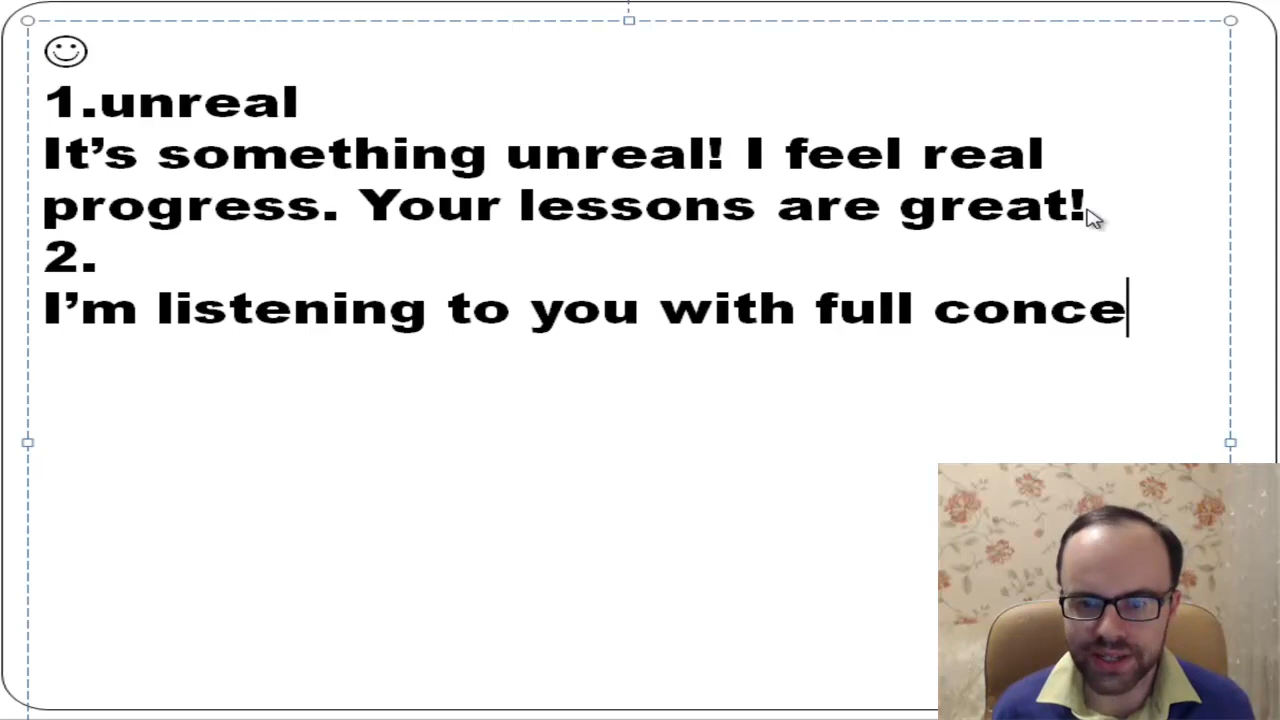 1.unreal
It’s something unreal! I feel real
progress. Your lessons are great!
2.
I’m listening to you with full conce